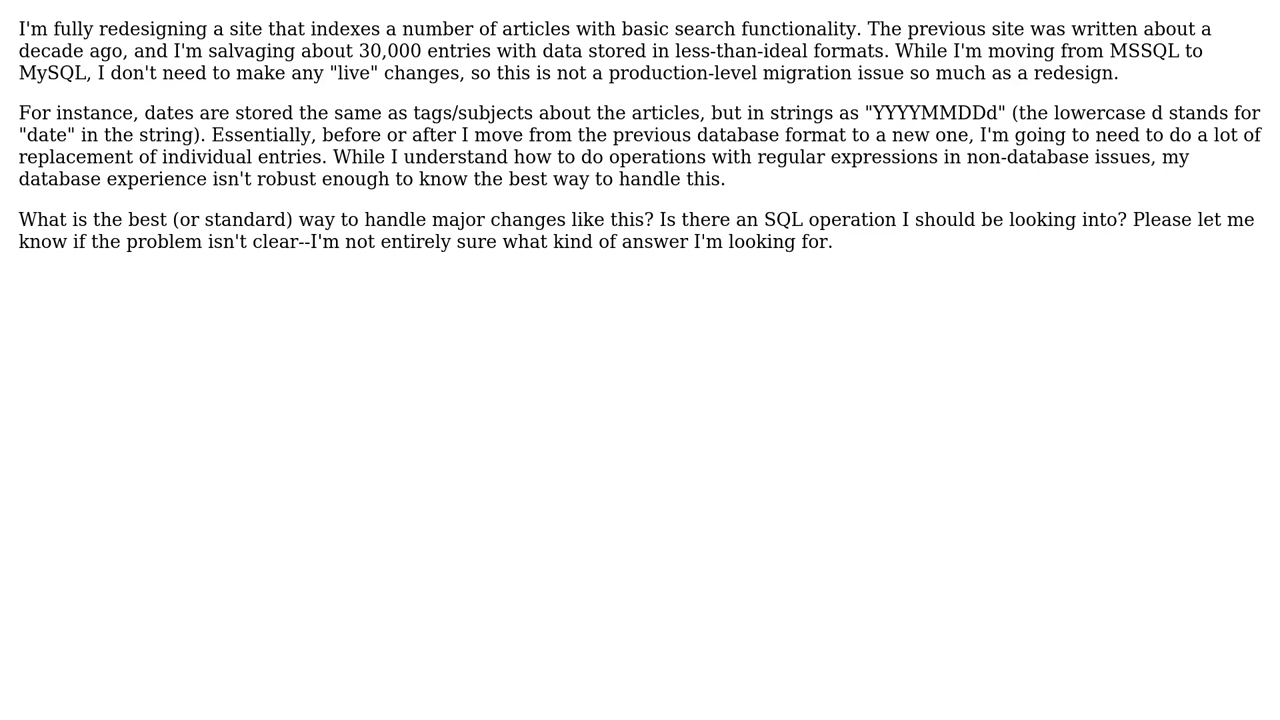 I'm fully redesigning a site that indexes a number of articles with basic search functionality. The previous site was written about a
decade ago, and I'm salvaging about 30,000 entries with data stored in less-than-ideal formats. While I'm moving from MSSQL to
MySQL, I don't need to make any "live" changes, so this is not a production-level migration issue so much as a redesign.
For instance, dates are stored the same as tags/subjects about the articles, but in strings as "YYYYMMDDd" (the lowercase d stands for
"date" in the string). Essentially, before or after I move from the previous database format to a new one, I'm going to need to do a lot of
replacement of individual entries. While I understand how to do operations with regular expressions in non-database issues, my
database experience isn't robust enough to know the best way to handle this.
What is the best (or standard) way to handle major changes like this? Is there an SQL operation I should be looking into? Please let me
know if the problem isn't clear--I'm not entirely sure what kind of answer I'm looking for.